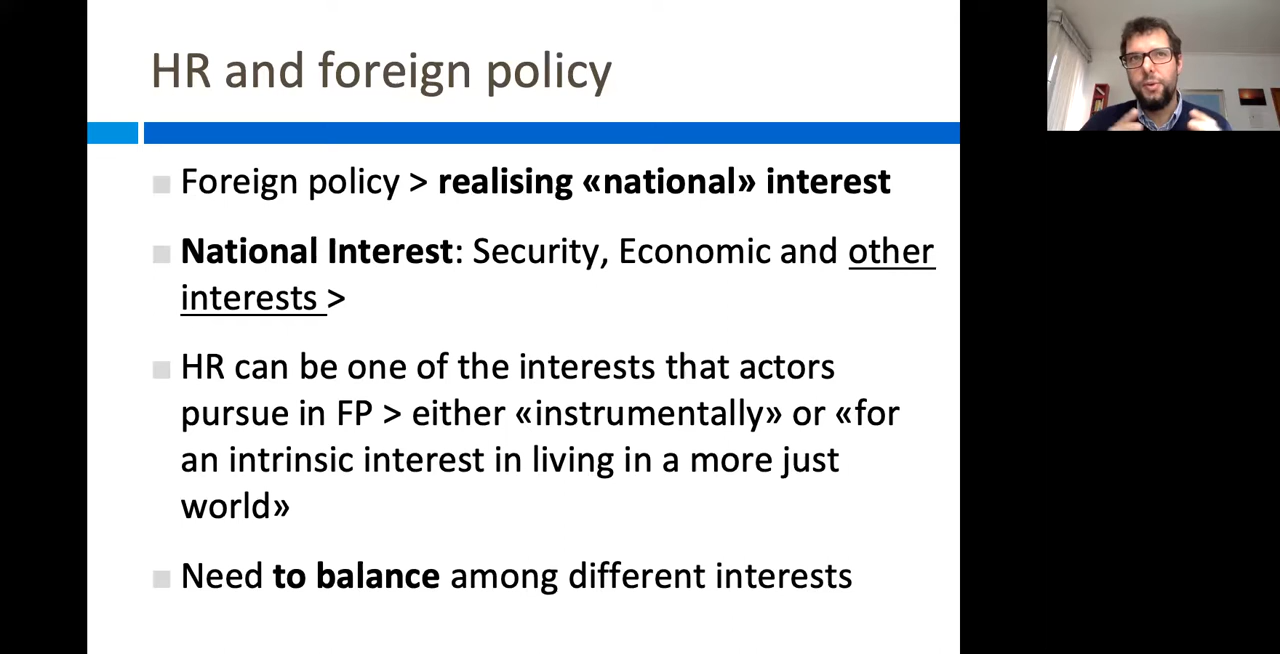 HR and foreign policy
Foreign policy > realising «national» interest
National Interest: Security, Economic and other
interests >
HR can be one of the interests that actors
pursue in FP > either «instrumentally» or «for
an intrinsic interest in living in a more just
world»
Need to balance among different interests